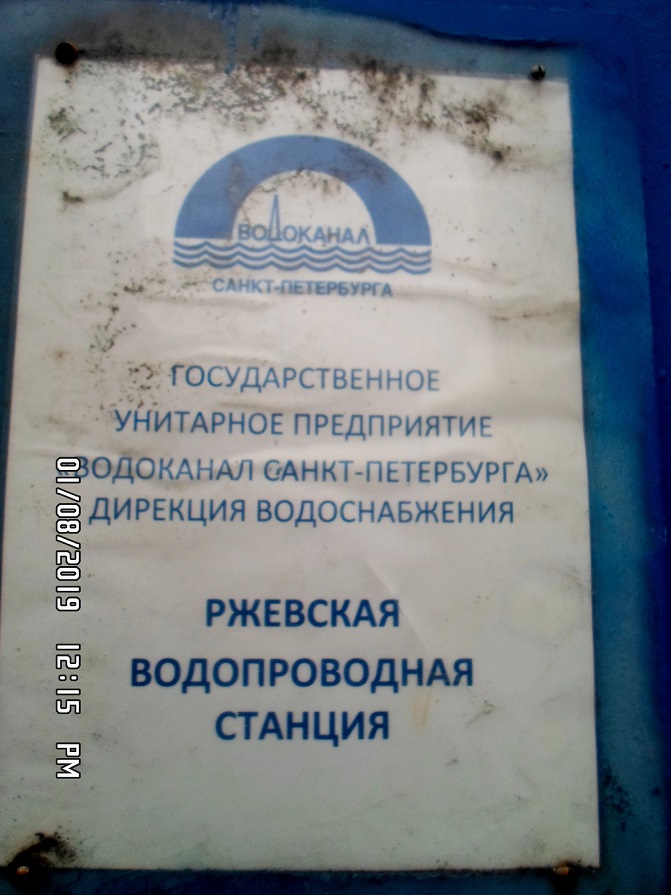 ВОДОКАНАЛ
САНКТ-ПЕТЕРБУРГА
ГОСУДАРСТВЕННОЕ
УНИТАРНОЕ ПРЕДПРИЯТИЕ
«ВОДОКАНАЛ САНКТ-ПЕТЕРБУРГА»
ДИРЕКЦИЯ ВОДОСНАБЖЕНИЯ
РЖЕВСКАЯ
ВОДОПРОВОДНАЯ
СТАНЦИЯ
01/08/2019 12:15 PM